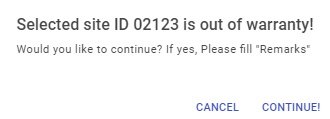 Selected site ID 02123 is out of warranty!
Would you like to continue? If yes, Please fill "Remarks"
CANCEL CONTINUE!